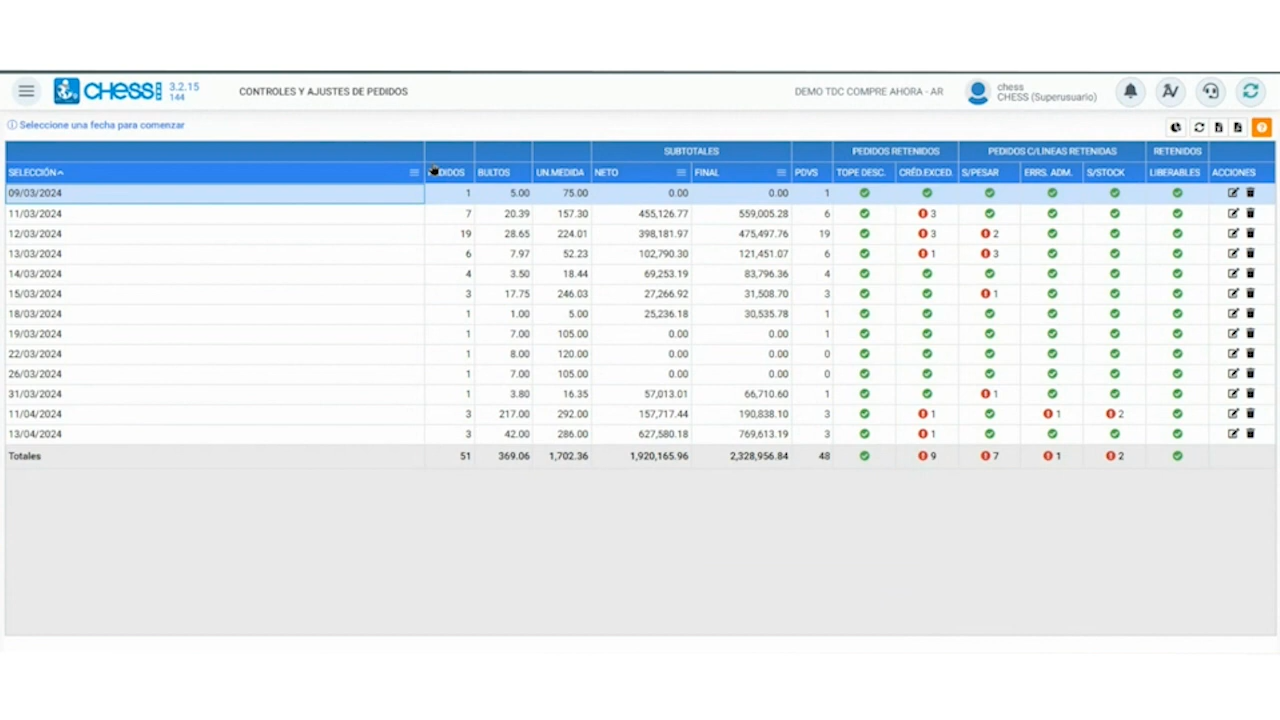 CHESS ERP 3.2.15 144 CONTROLES Y AJUSTES DE PEDIDOS DEMO TDC COMPRE AHORA - AR chess CHESS (Superusuario)
Seleccione una fecha para comenzar
SUBTOTALES PEDIDOS RETENIDOS PEDIDOS C/LINEAS RETENIDAS RETENIDOS
SELECCIÓN DIDOS BULTOS UN.MEDIDA NETO FINAL PDVS TOPE DESC. CRÉD.EXCED. S/PESAR ERRS. ADM. S/STOCK LIBERABLES ACCIONES
09/03/2024 1 5.00 75.00 0.00 0.00 1
11/03/2024 7 20.39 157.30 455,126.77 559,005.28 6 3
12/03/2024 19 28.65 224.01 398,181.97 475,497.76 19 3 2
13/03/2024 6 7.97 52.23 102,790.30 121,451.07 6 1 3
14/03/2024 4 3.50 18.44 69,253.19 83,796.36 4
15/03/2024 3 17.75 246.03 27,266.92 31,508.70 3 1
18/03/2024 1 1.00 5.00 25,236.18 30,535.78 1
19/03/2024 1 7.00 105.00 0.00 0.00 1
22/03/2024 1 8.00 120.00 0.00 0.00 0
26/03/2024 1 7.00 105.00 0.00 0.00 0
31/03/2024 1 3.80 16.35 57,013.01 66,710.60 1 1
11/04/2024 3 217.00 292.00 157,717.44 190,838.10 3 1 1 2
13/04/2024 3 42.00 286.00 627,580.18 769,613.19 3 1
Totales 51 369.06 1,702.36 1,920,165.96 2,328,956.84 48 9 7 1 2